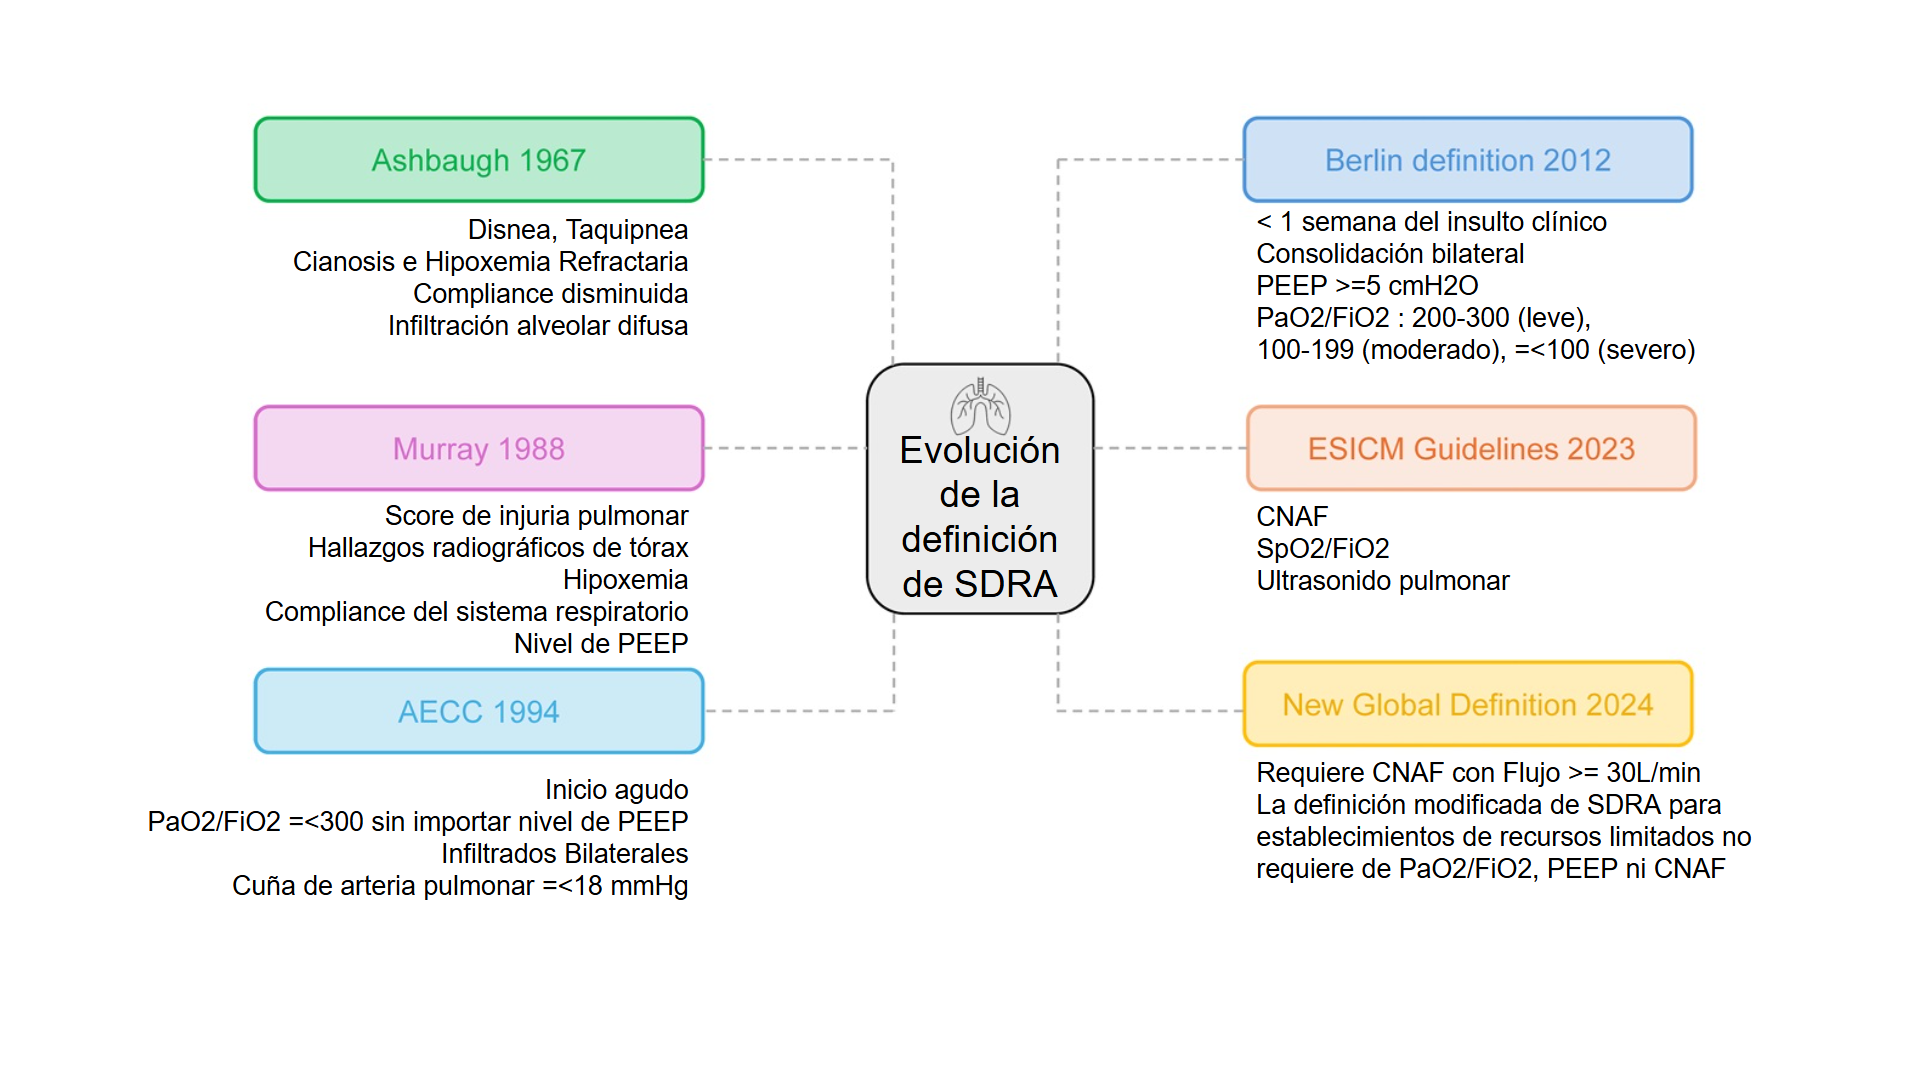 Ashbaugh 1967
Disnea, Taquipnea
Cianosis e Hipoxemia Refractaria
Compliance disminuida
Infiltración alveolar difusa
Murray 1988
Score de injuria pulmonar
Hallazgos radiográficos de tórax
Hipoxemia
Compliance del sistema respiratorio
Nivel de PEEP
AECC 1994
Inicio agudo
PaO2/FiO2 =<300 sin importar nivel de PEEP
Infiltrados Bilaterales
Cuña de arteria pulmonar =<18 mmHg
Evolución
de la
definición
de SDRA
Berlin definition 2012
< 1 semana del insulto clínico
Consolidación bilateral
PEEP >=5 cmH2O
PaO2/FiO2 : 200-300 (leve),
100-199 (moderado), =<100 (severo)
ESICM Guidelines 2023
CNAF
SpO2/FiO2
Ultrasonido pulmonar
New Global Definition 2024
Requiere CNAF con Flujo >= 30L/min
La definición modificada de SDRA para
establecimientos de recursos limitados no
requiere de PaO2/FiO2, PEEP ni CNAF